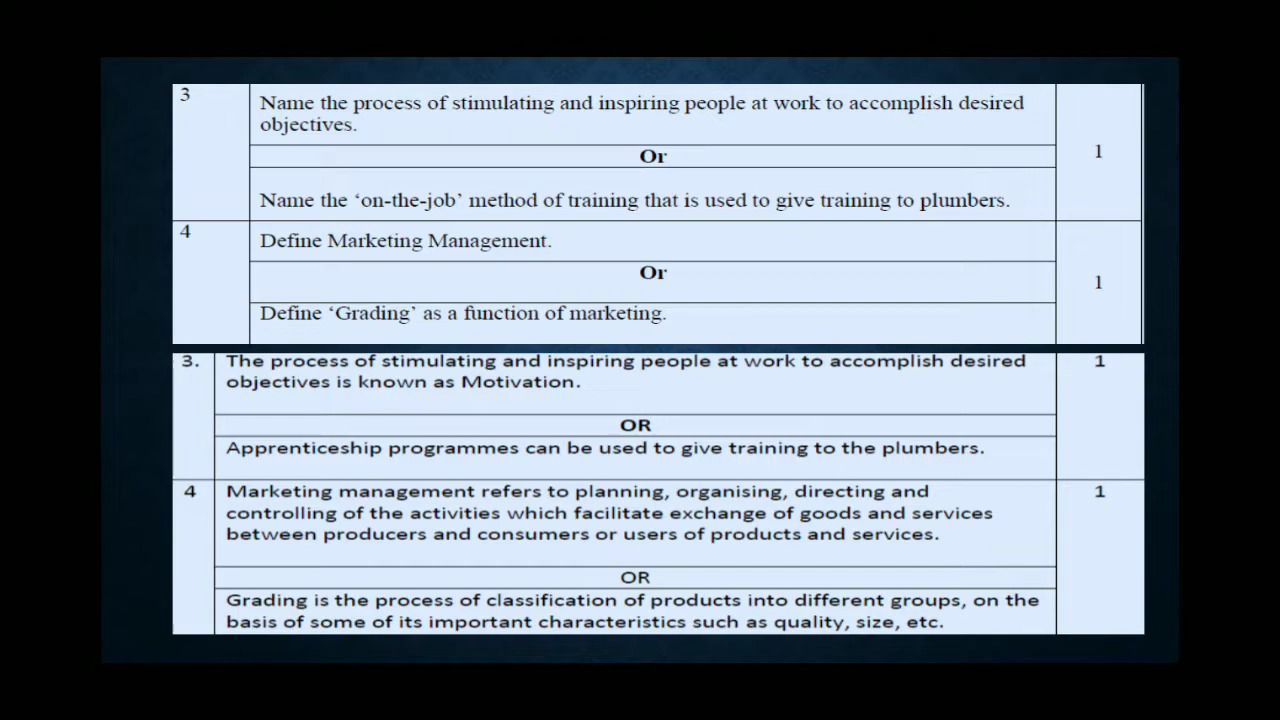 3
Name the process of stimulating and inspiring people at work to accomplish desired
objectives.
Or
1
Name the ‘on-the-job’ method of training that is used to give training to plumbers.
4
Define Marketing Management.
Or
1
Define ‘Grading’ as a function of marketing.
3. The process of stimulating and inspiring people at work to accomplish desired 1
objectives is known as Motivation.
OR
Apprenticeship programmes can be used to give training to the plumbers.
4 Marketing management refers to planning, organising, directing and 1
controlling of the activities which facilitate exchange of goods and services
between producers and consumers or users of products and services.
OR
Grading is the process of classification of products into different groups, on the
basis of some of its important characteristics such as quality, size, etc.